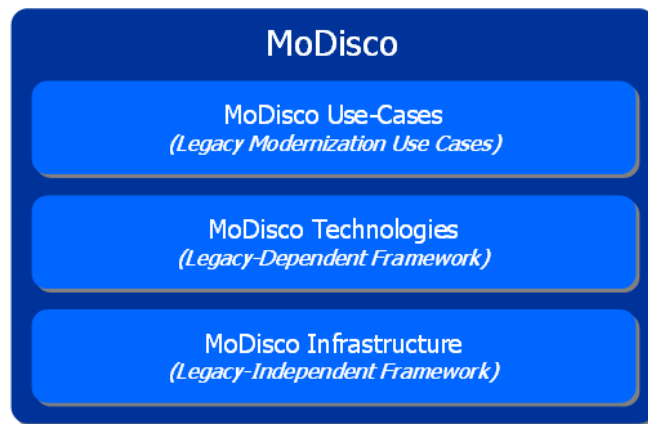 MoDisco
MoDisco Use-Cases
(Legacy Modernization Use Cases)
MoDisco Technologies
(Legacy-Dependent Framework)
MoDisco Infrastructure
(Legacy-Independent Framework)